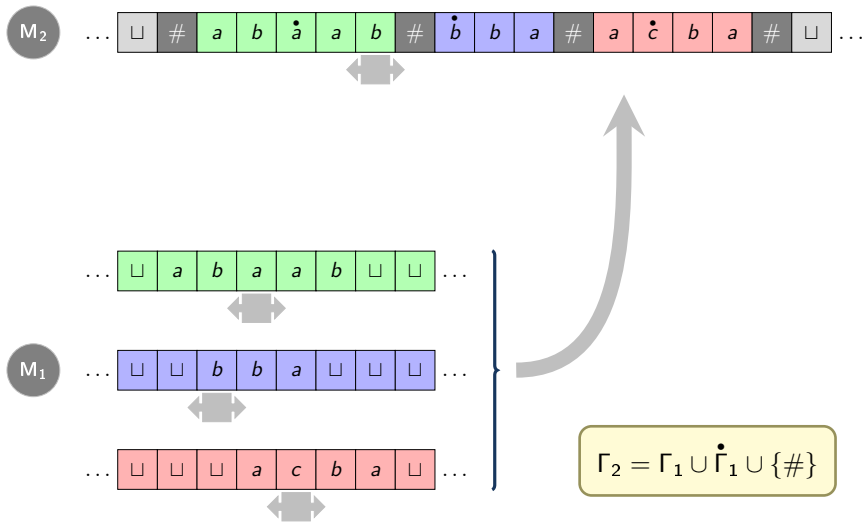 M₂ ... ⊔ # a b ȧ a b # ḃ b a # a ċ b a # ⊔ ...
... ⊔ a b a a b ⊔ ⊔ ...
M₁ ... ⊔ ⊔ b b a ⊔ ⊔ ⊔ ...
... ⊔ ⊔ ⊔ a c b a ⊔ ...
Γ₂ = Γ₁ ∪ Γ̇₁ ∪ {#}